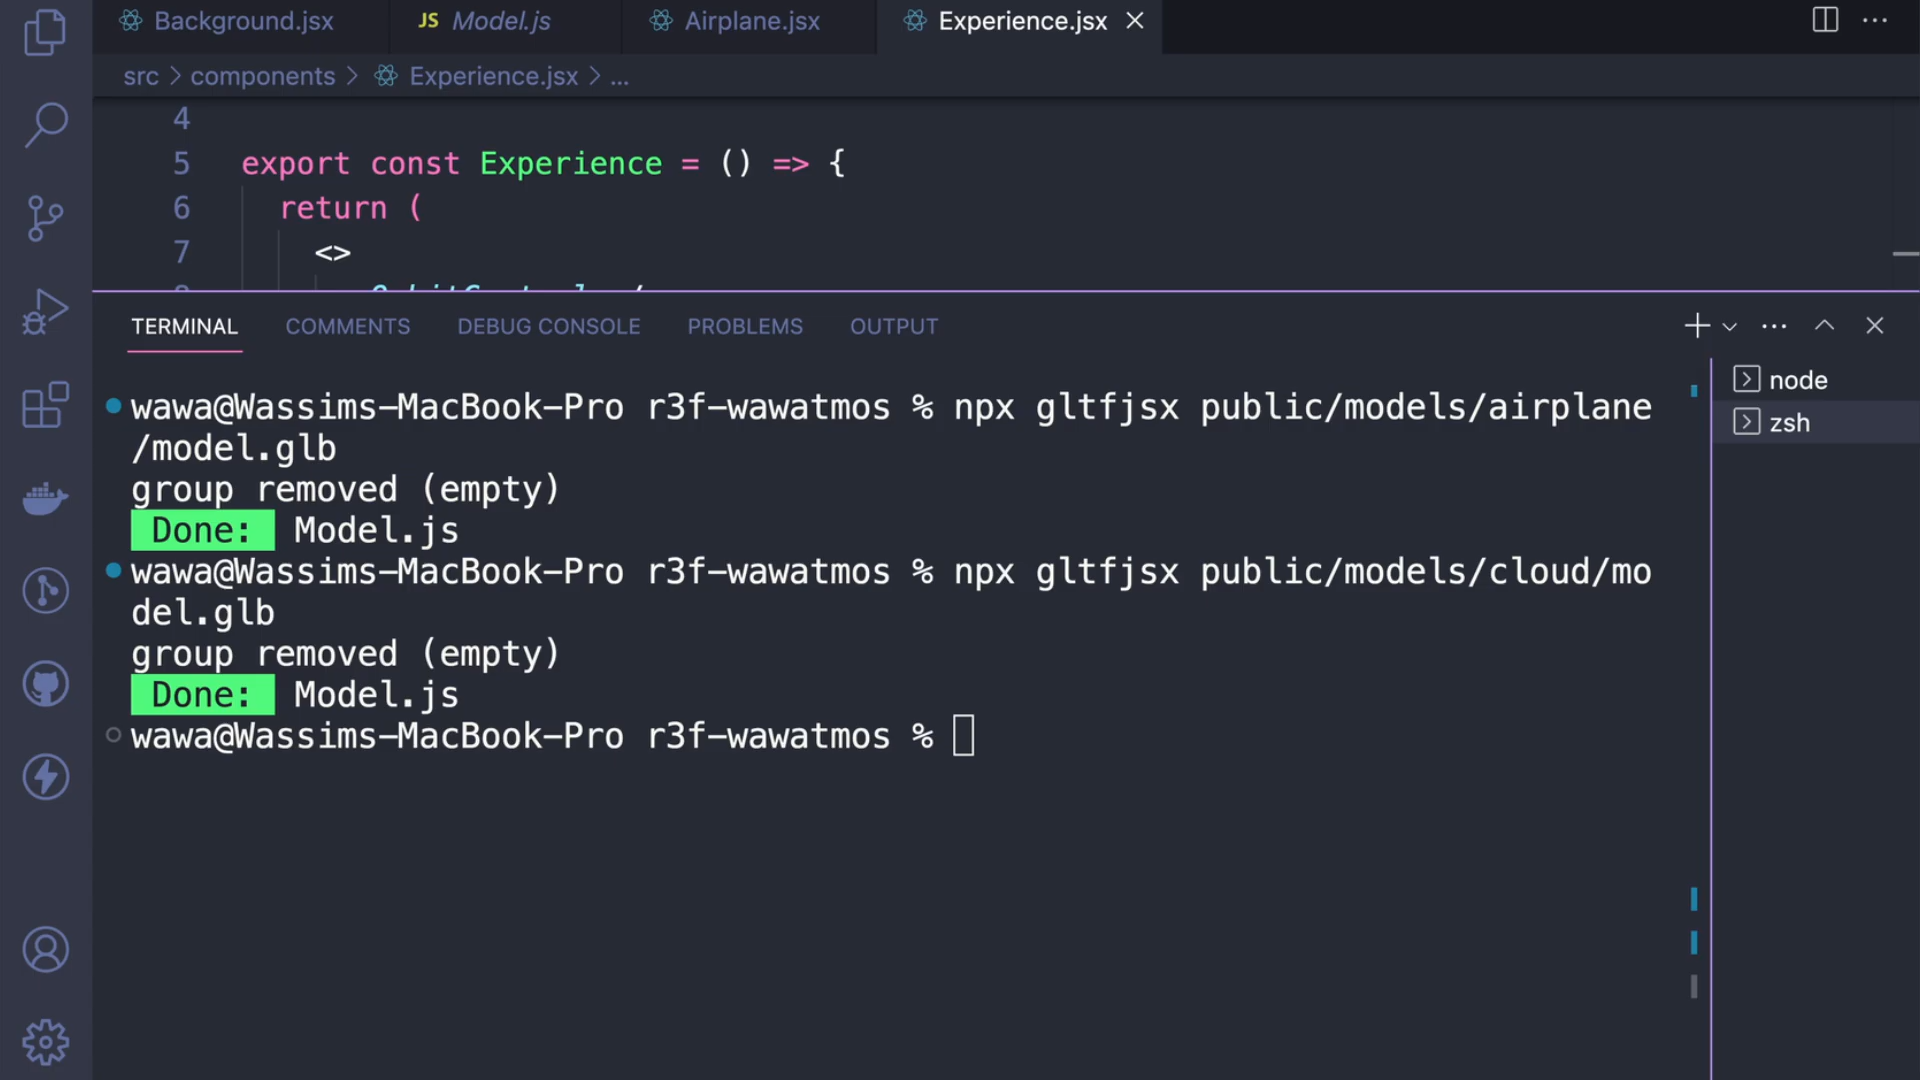 Background.jsx
JS Model.js
Airplane.jsx
Experience.jsx
src > components > Experience.jsx > ...
4
5 export const Experience = () => {
6 return (
7 <>
TERMINAL COMMENTS DEBUG CONSOLE PROBLEMS OUTPUT
wawa@Wassims-MacBook-Pro r3f-wawatmos % npx gltfjsx public/models/airplane
/model.glb
group removed (empty)
Done: Model.js
wawa@Wassims-MacBook-Pro r3f-wawatmos % npx gltfjsx public/models/cloud/mo
del.glb
group removed (empty)
Done: Model.js
wawa@Wassims-MacBook-Pro r3f-wawatmos %
node
zsh